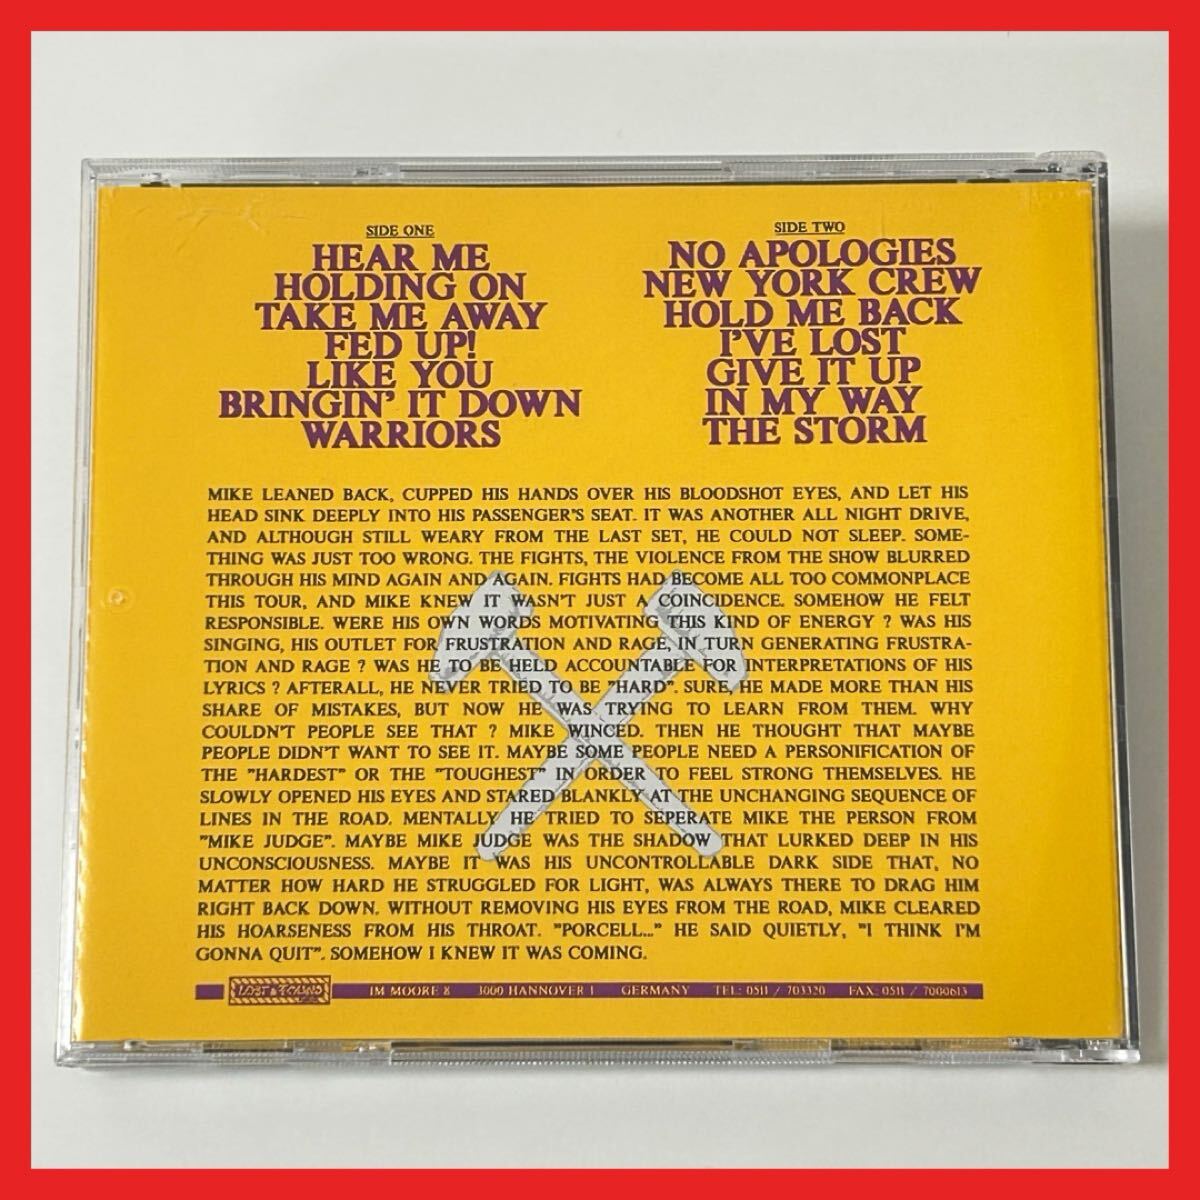 SIDE ONE
HEAR ME
HOLDING ON
TAKE ME AWAY
FED UP!
LIKE YOU
BRINGIN' IT DOWN
WARRIORS
SIDE TWO
NO APOLOGIES
NEW YORK CREW
HOLD ME BACK
I'VE LOST
GIVE IT UP
IN MY WAY
THE STORM
MIKE LEANED BACK, CUPPED HIS HANDS OVER HIS BLOODSHOT EYES, AND LET HIS
HEAD SINK DEEPLY INTO HIS PASSENGER'S SEAT. IT WAS ANOTHER ALL NIGHT DRIVE,
AND ALTHOUGH STILL WEARY FROM THE LAST SET, HE COULD NOT SLEEP. SOME-
THING WAS JUST TOO WRONG. THE FIGHTS, THE VIOLENCE FROM THE SHOW BLURRED
THROUGH HIS MIND AGAIN AND AGAIN. FIGHTS HAD BECOME ALL TOO COMMONPLACE
THIS TOUR, AND MIKE KNEW IT WASN'T JUST A COINCIDENCE. SOMEHOW HE FELT
RESPONSIBLE. WERE HIS OWN WORDS MOTIVATING THIS KIND OF ENERGY ? WAS HIS
SINGING, HIS OUTLET FOR FRUSTRATION AND RAGE, IN TURN GENERATING FRUSTRA-
TION AND RAGE ? WAS HE TO BE HELD ACCOUNTABLE FOR INTERPRETATIONS OF HIS
LYRICS ? AFTERALL, HE NEVER TRIED TO BE "HARD". SURE, HE MADE MORE THAN HIS
SHARE OF MISTAKES, BUT NOW HE WAS TRYING TO LEARN FROM THEM. WHY
COULDN'T PEOPLE SEE THAT ? MIKE WINCED. THEN HE THOUGHT THAT MAYBE
PEOPLE DIDN'T WANT TO SEE IT. MAYBE SOME PEOPLE NEED A PERSONIFICATION OF
THE "HARDEST" OR THE "TOUGHEST" IN ORDER TO FEEL STRONG THEMSELVES. HE
SLOWLY OPENED HIS EYES AND STARED BLANKLY AT THE UNCHANGING SEQUENCE OF
LINES IN THE ROAD. MENTALLY HE TRIED TO SEPERATE MIKE THE PERSON FROM
"MIKE JUDGE". MAYBE MIKE JUDGE WAS THE SHADOW THAT LURKED DEEP IN HIS
UNCONSCIOUSNESS. MAYBE IT WAS HIS UNCONTROLLABLE DARK SIDE THAT, NO
MATTER HOW HARD HE STRUGGLED FOR LIGHT, WAS ALWAYS THERE TO DRAG HIM
RIGHT BACK DOWN. WITHOUT REMOVING HIS EYES FROM THE ROAD, MIKE CLEARED
HIS HOARSENESS FROM HIS THROAT. "PORCELL..." HE SAID QUIETLY, "I THINK I'M
GONNA QUIT". SOMEHOW I KNEW IT WAS COMING.
LOST & FOUND IM MOORE 8 3000 HANNOVER 1 GERMANY TEL: 0511 / 703320 FAX: 0511 / 7000613